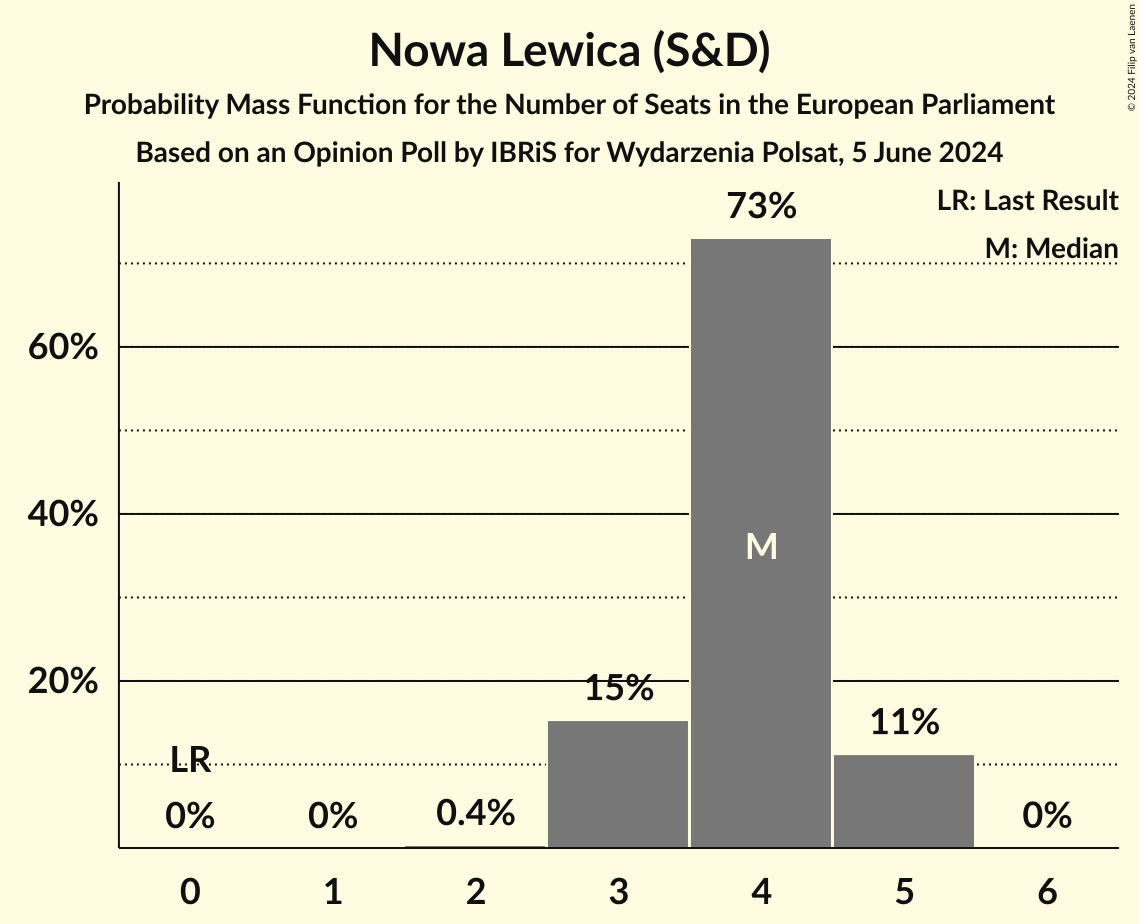 Nowa Lewica (S&D)
Probability Mass Function for the Number of Seats in the European Parliament
Based on an Opinion Poll by IBRiS for Wydarzenia Polsat, 5 June 2024
© 2024 Filip van Laenen
LR: Last Result
M: Median
73%
60%
40%
M
20%
15%
11%
LR
0%
0%
0.4%
0%
0
1
2
3
4
5
6